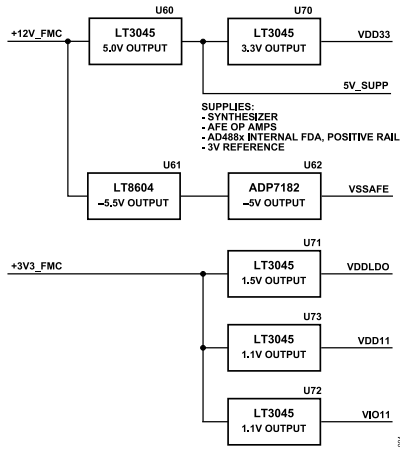 U60
U70
+12V_FMC
LT3045
5.0V OUTPUT
LT3045
3.3V OUTPUT
VDD33
5V_SUPP
SUPPLIES:
- SYNTHESIZER
- AFE OP AMPS
- AD488x INTERNAL FDA, POSITIVE RAIL
- 3V REFERENCE
U61
U62
LT8604
–5.5V OUTPUT
ADP7182
–5V OUTPUT
VSSAFE
U71
+3V3_FMC
LT3045
1.5V OUTPUT
VDDLDO
U73
LT3045
1.1V OUTPUT
VDD11
U72
LT3045
1.1V OUTPUT
VIO11